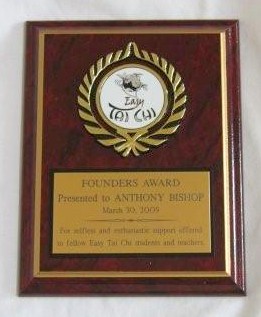 Easy
TAI CHI
FOUNDERS AWARD
Presented to ANTHONY BISHOP
March 30, 2009
For selfless and enthusiastic support offered
to fellow Easy Tai Chi students and teachers.